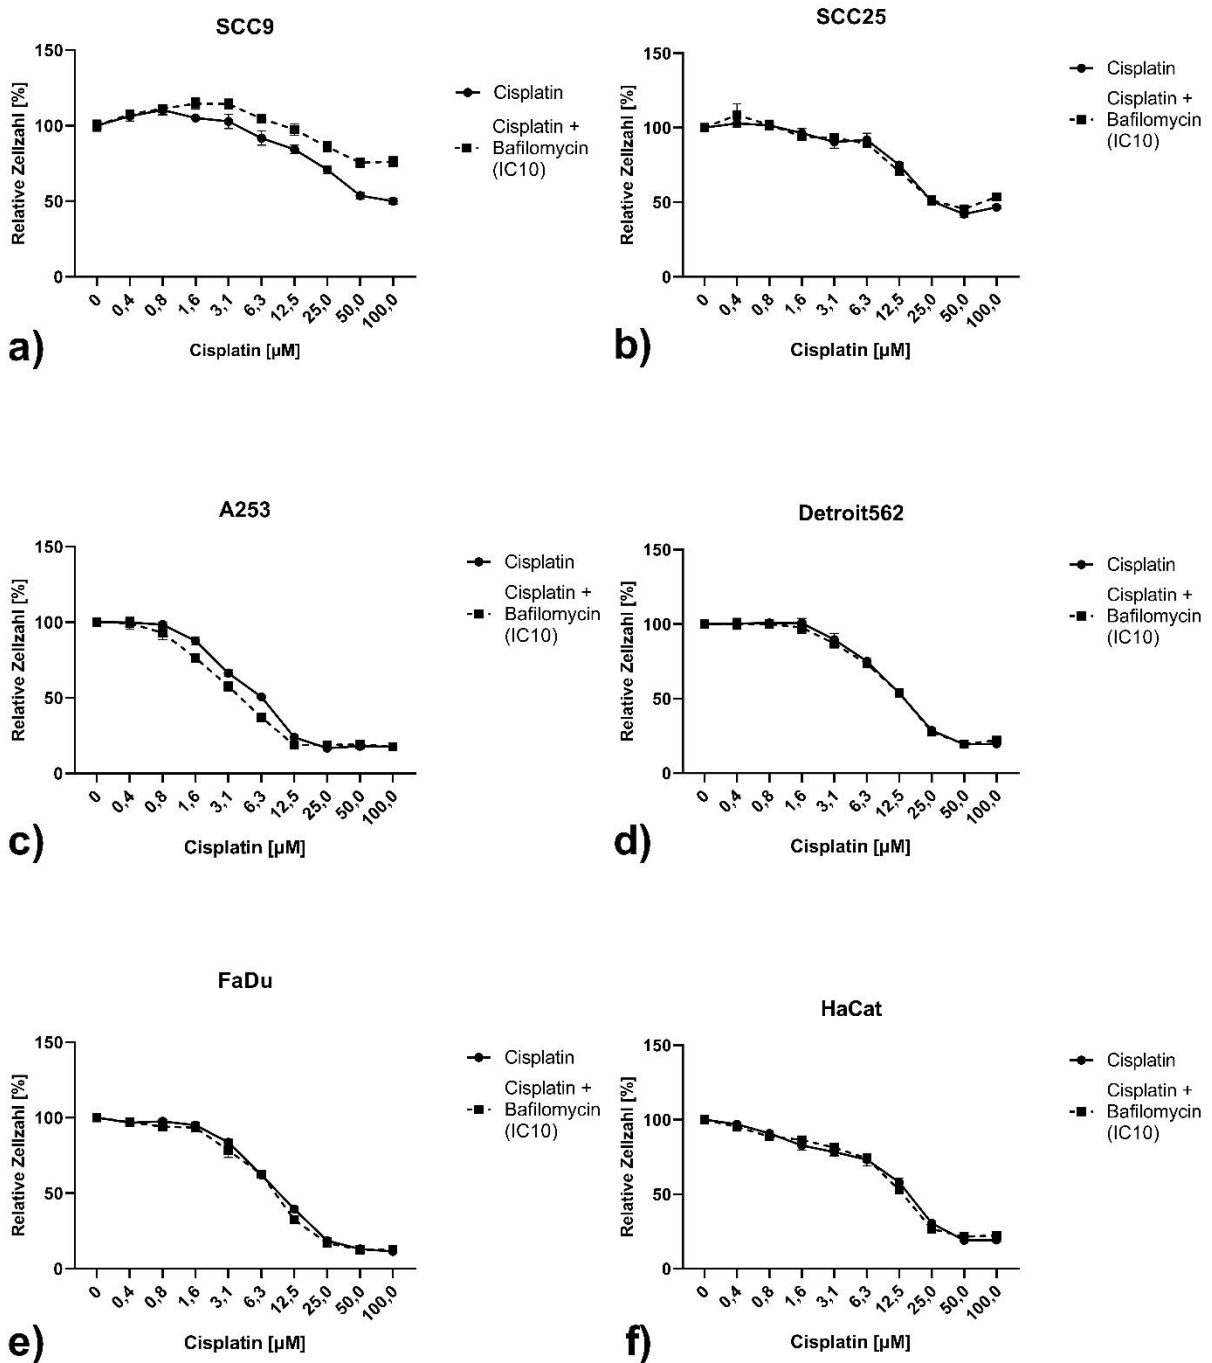 SCC9
150
100
50
0
Relative Zellzahl [%]
0
0,4
0,8
1,6
3,1
6,3
12,5
25,0
50,0
100,0
Cisplatin [µM]
Cisplatin
Cisplatin +
Bafilomycin
(IC10)
a)
SCC25
150
100
50
0
Relative Zellzahl [%]
0
0,4
0,8
1,6
3,1
6,3
12,5
25,0
50,0
100,0
Cisplatin [µM]
Cisplatin
Cisplatin +
Bafilomycin
(IC10)
b)
A253
150
100
50
0
Relative Zellzahl [%]
0
0,4
0,8
1,6
3,1
6,3
12,5
25,0
50,0
100,0
Cisplatin [µM]
Cisplatin
Cisplatin +
Bafilomycin
(IC10)
c)
Detroit562
150
100
50
0
Relative Zellzahl [%]
0
0,4
0,8
1,6
3,1
6,3
12,5
25,0
50,0
100,0
Cisplatin [µM]
Cisplatin
Cisplatin +
Bafilomycin
(IC10)
d)
FaDu
150
100
50
0
Relative Zellzahl [%]
0
0,4
0,8
1,6
3,1
6,3
12,5
25,0
50,0
100,0
Cisplatin [µM]
Cisplatin
Cisplatin +
Bafilomycin
(IC10)
e)
HaCat
150
100
50
0
Relative Zellzahl [%]
0
0,4
0,8
1,6
3,1
6,3
12,5
25,0
50,0
100,0
Cisplatin [µM]
Cisplatin
Cisplatin +
Bafilomycin
(IC10)
f)